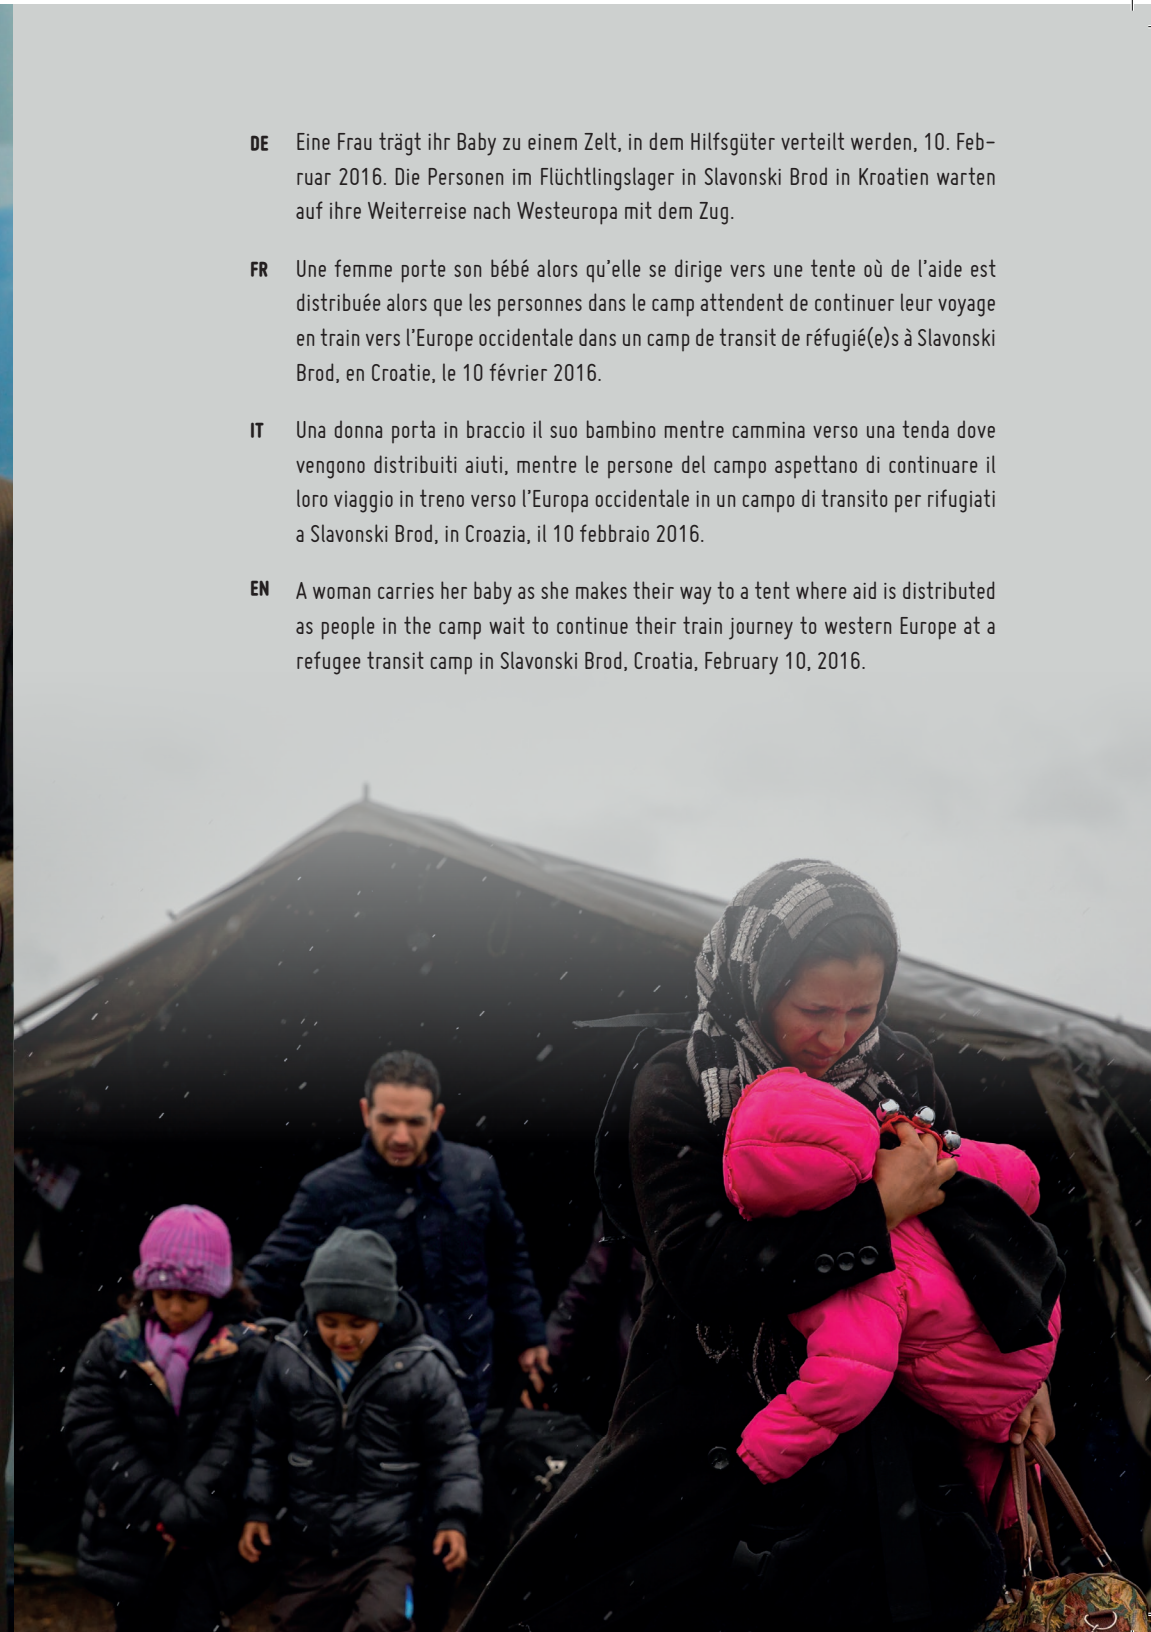 DE Eine Frau trägt ihr Baby zu einem Zelt, in dem Hilfsgüter verteilt werden, 10. Feb-
ruar 2016. Die Personen im Flüchtlingslager in Slavonski Brod in Kroatien warten
auf ihre Weiterreise nach Westeuropa mit dem Zug.
FR Une femme porte son bébé alors qu'elle se dirige vers une tente où de l'aide est
distribuée alors que les personnes dans le camp attendent de continuer leur voyage
en train vers l'Europe occidentale dans un camp de transit de réfugié(e)s à Slavonski
Brod, en Croatie, le 10 février 2016.
IT Una donna porta in braccio il suo bambino mentre cammina verso una tenda dove
vengono distribuiti aiuti, mentre le persone del campo aspettano di continuare il
loro viaggio in treno verso l'Europa occidentale in un campo di transito per rifugiati
a Slavonski Brod, in Croazia, il 10 febbraio 2016.
EN A woman carries her baby as she makes their way to a tent where aid is distributed
as people in the camp wait to continue their train journey to western Europe at a
refugee transit camp in Slavonski Brod, Croatia, February 10, 2016.